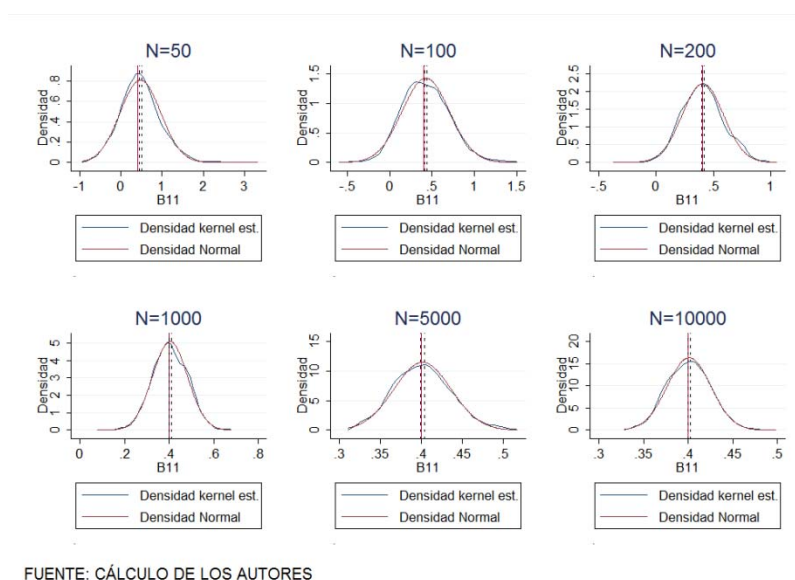 N=50
Densidad
0 .2 .4 .6 .8
-1 0 1 2 3
B11
Densidad kernel est.
Densidad Normal
N=100
Densidad
0 .5 1 1.5
-.5 0 .5 1 1.5
B11
Densidad kernel est.
Densidad Normal
N=200
Densidad
0 .5 1 1.5 2 2.5
-.5 0 .5 1
B11
Densidad kernel est.
Densidad Normal
N=1000
Densidad
0 1 2 3 4 5
0 .2 .4 .6 .8
B11
Densidad kernel est.
Densidad Normal
N=5000
Densidad
0 5 10 15
.3 .35 .4 .45 .5
B11
Densidad kernel est.
Densidad Normal
N=10000
Densidad
0 5 10 15 20
.3 .35 .4 .45 .5
B11
Densidad kernel est.
Densidad Normal
FUENTE: CÁLCULO DE LOS AUTORES